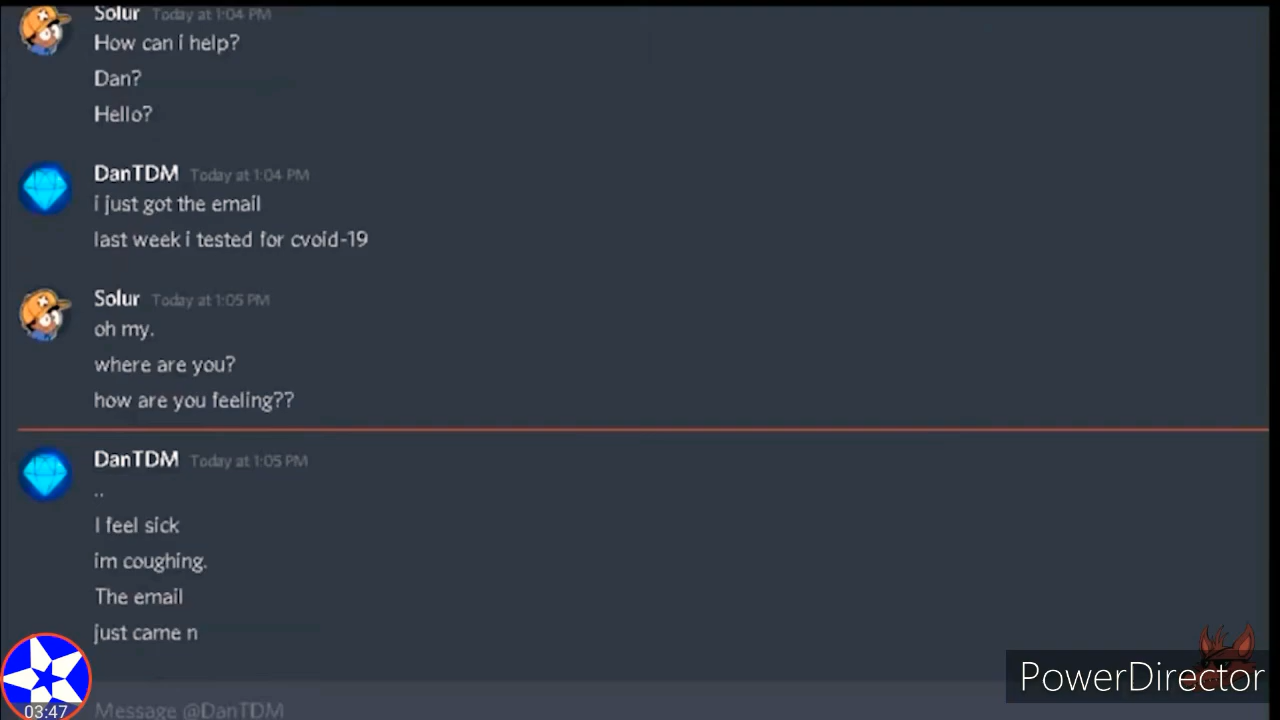 Solur Today at 1:04 PM
How can i help?
Dan?
Hello?
DanTDM Today at 1:04 PM
i just got the email
last week i tested for cvoid-19
Solur Today at 1:05 PM
oh my.
where are you?
how are you feeling??
DanTDM Today at 1:05 PM
..
I feel sick
im coughing.
The email
just came n
Message @DanTDM
03:47
PowerDirector